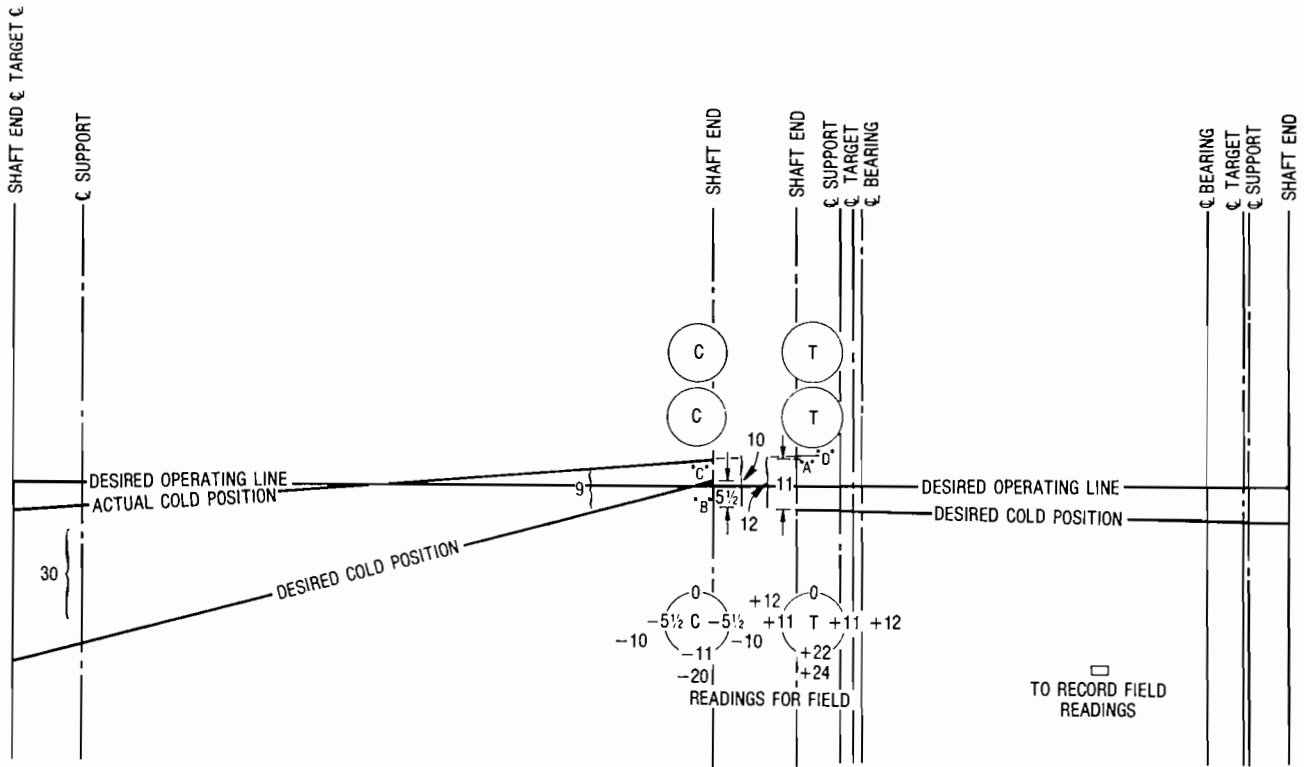 SHAFT END ℄ TARGET ℄
℄ SUPPORT
SHAFT END
SHAFT END
℄ SUPPORT
℄ TARGET
℄ BEARING
℄ BEARING
℄ TARGET
℄ SUPPORT
SHAFT END
C
T
C
T
10
"C"
"A"
"D"
DESIRED OPERATING LINE
ACTUAL COLD POSITION
9
5½
11
"B"
12
DESIRED OPERATING LINE
DESIRED COLD POSITION
30
DESIRED COLD POSITION
0
+12
0
-5½ C -5½
+11 T +11 +12
-10
-10
-11
+22
-20
+24
READINGS FOR FIELD
TO RECORD FIELD
READINGS